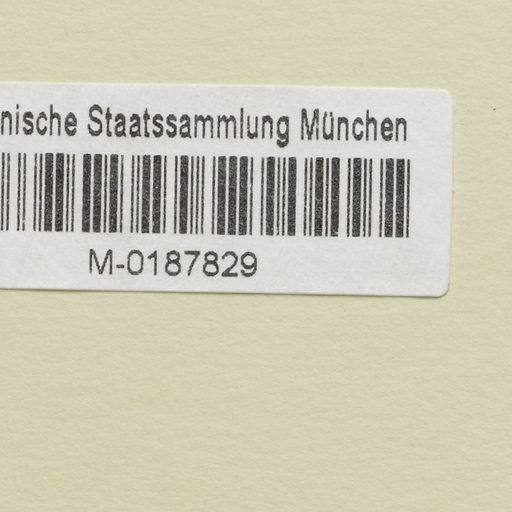 nische Staatssammlung München
M-0187829